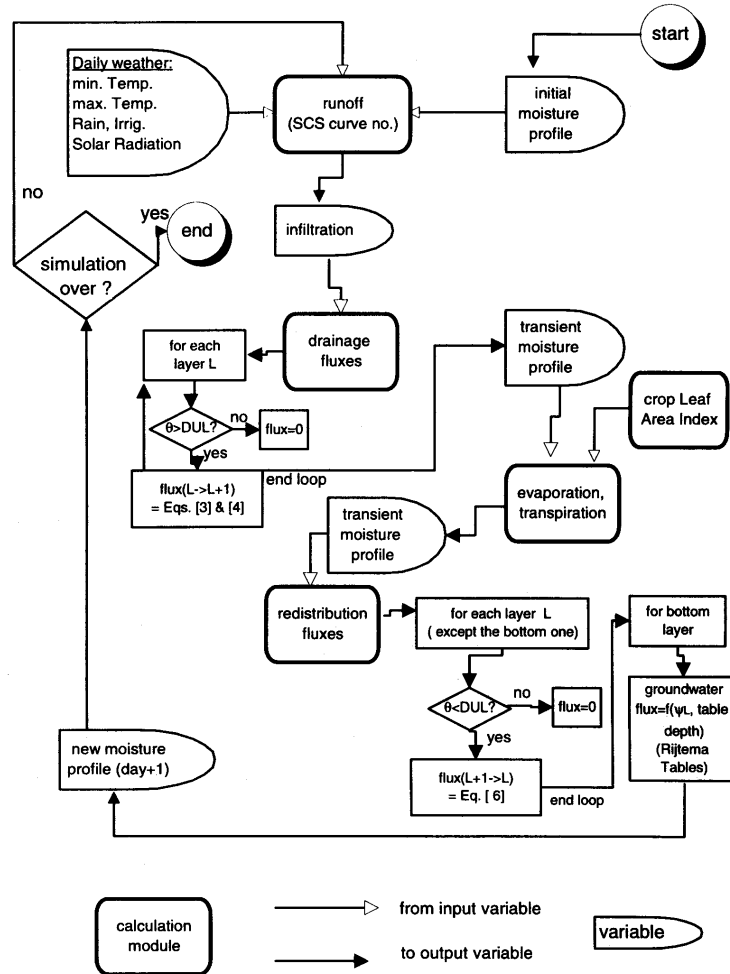 start
Daily weather:
min. Temp.
max. Temp.
Rain, Irrig.
Solar Radiation
runoff
(SCS curve no.)
initial
moisture
profile
no
yes
end
simulation
over ?
infiltration
drainage
fluxes
for each
layer L
θ>DUL?
no
flux=0
yes
flux(L->L+1)
= Eqs. [3] & [4]
end loop
transient
moisture
profile
crop Leaf
Area Index
evaporation,
transpiration
transient
moisture
profile
redistribution
fluxes
for each layer L
( except the bottom one)
θ<DUL?
no
flux=0
yes
flux(L+1->L)
= Eq. [ 6]
end loop
for bottom
layer
groundwater
flux=f(ψL, table
depth)
(Rijtema
Tables)
new moisture
profile (day+1)
calculation
module
from input variable
to output variable
variable